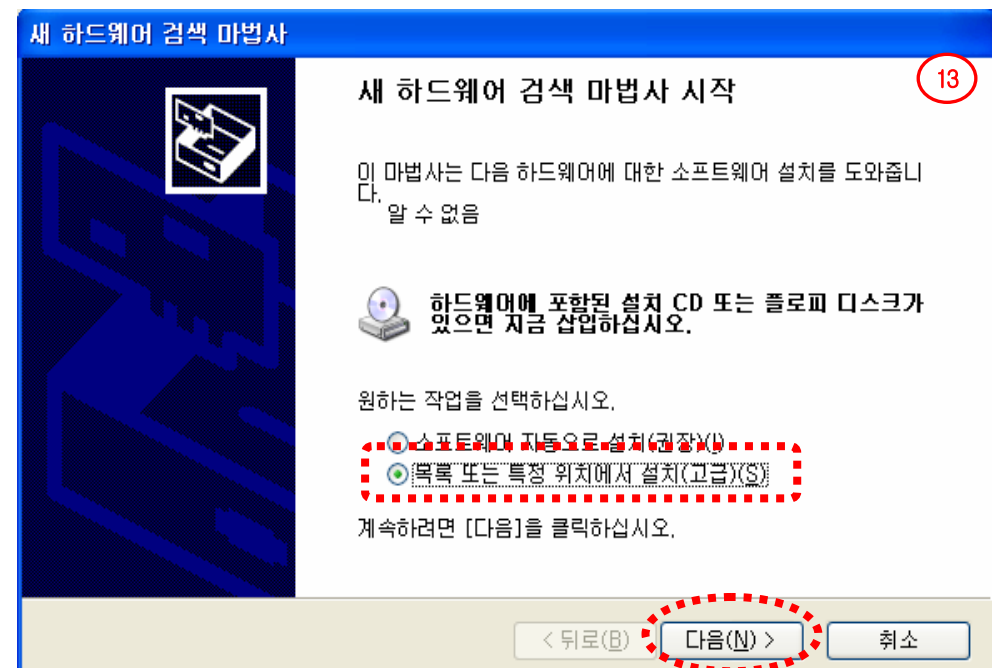 새 하드웨어 검색 마법사
새 하드웨어 검색 마법사 시작
13
이 마법사는 다음 하드웨어에 대한 소프트웨어 설치를 도와줍니
다.
알 수 없음
하드웨어에 포함된 설치 CD 또는 플로피 디스크가
있으면 지금 삽입하십시오.
원하는 작업을 선택하십시오.
소프트웨어 자동으로 설치(권장)(I)
목록 또는 특정 위치에서 설치(고급)(S)
계속하려면 [다음]을 클릭하십시오.
< 뒤로(B)
다음(N) >
취소